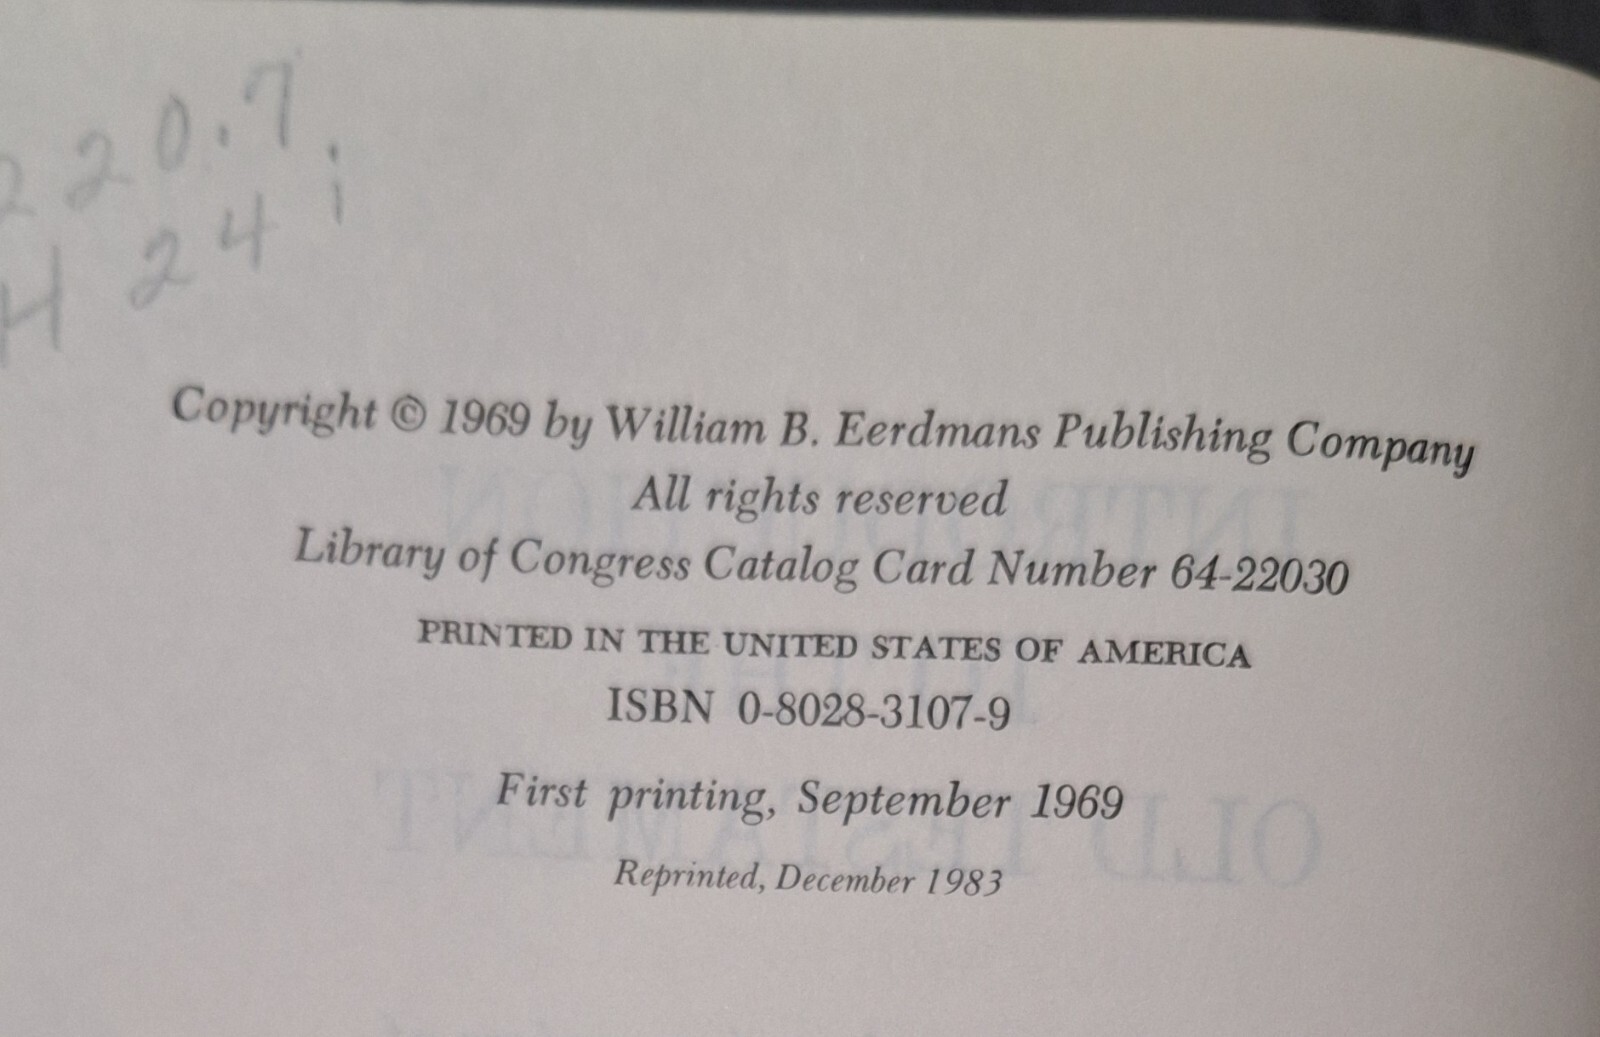 220.7
H 24 i
Copyright © 1969 by William B. Eerdmans Publishing Company
All rights reserved
Library of Congress Catalog Card Number 64-22030
PRINTED IN THE UNITED STATES OF AMERICA
ISBN 0-8028-3107-9
First printing, September 1969
Reprinted, December 1983